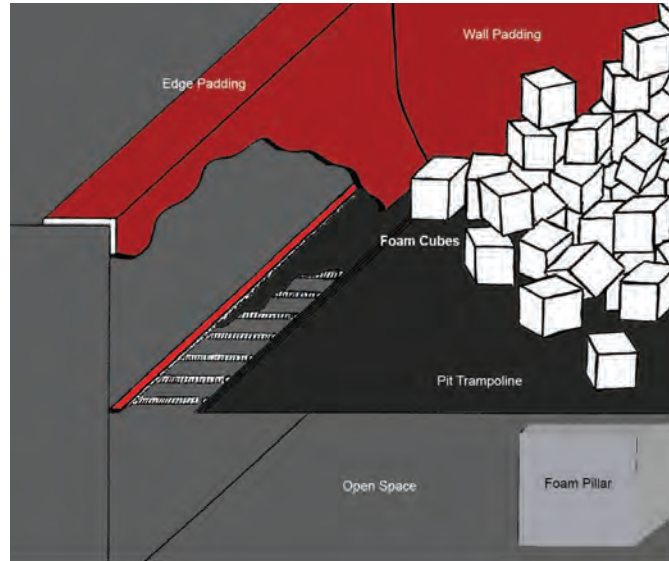 Wall Padding
Edge Padding
Foam Cubes
Pit Trampoline
Open Space
Foam Pillar